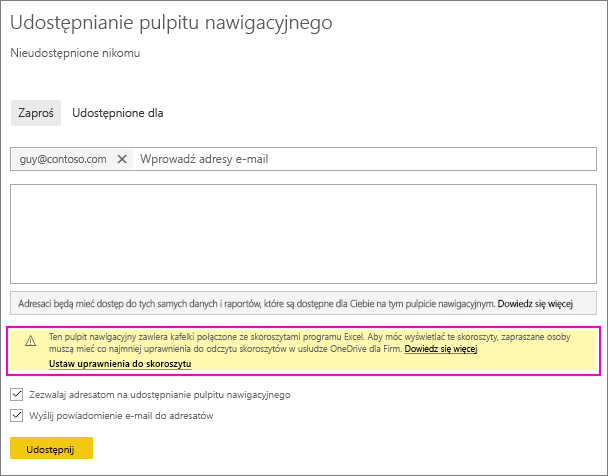 Udostępnianie pulpitu nawigacyjnego
Nieudostępnione nikomu
Zaproś Udostępnione dla
guy@contoso.com Wprowadź adresy e-mail
Adresaci będą mieć dostęp do tych samych danych i raportów, które są dostępne dla Ciebie na tym pulpicie nawigacyjnym. Dowiedz się więcej
Ten pulpit nawigacyjny zawiera kafelki połączone ze skoroszytami programu Excel. Aby móc wyświetlać te skoroszyty, zapraszane osoby
muszą mieć co najmniej uprawnienia do odczytu skoroszytów w usłudze OneDrive dla Firm. Dowiedz się więcej
Ustaw uprawnienia do skoroszytu
Zezwalaj adresatom na udostępnianie pulpitu nawigacyjnego
Wyślij powiadomienie e-mail do adresatów
Udostępnij